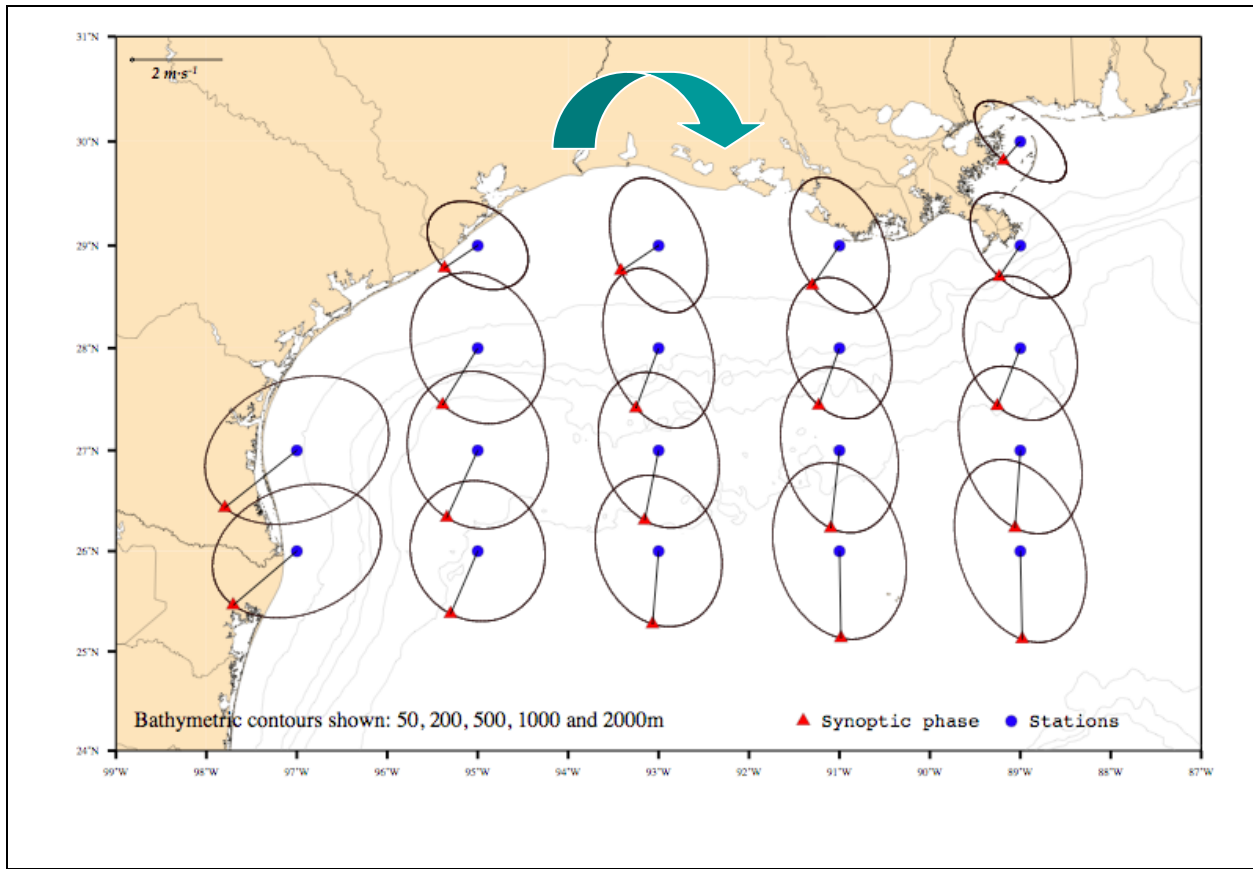 31°N
2 m·s⁻¹
30°N
29°N
28°N
27°N
26°N
25°N
Bathymetric contours shown: 50, 200, 500, 1000 and 2000m
Synoptic phase
Stations
24°N
99°W 98°W 97°W 96°W 95°W 94°W 93°W 92°W 91°W 90°W 89°W 88°W 87°W